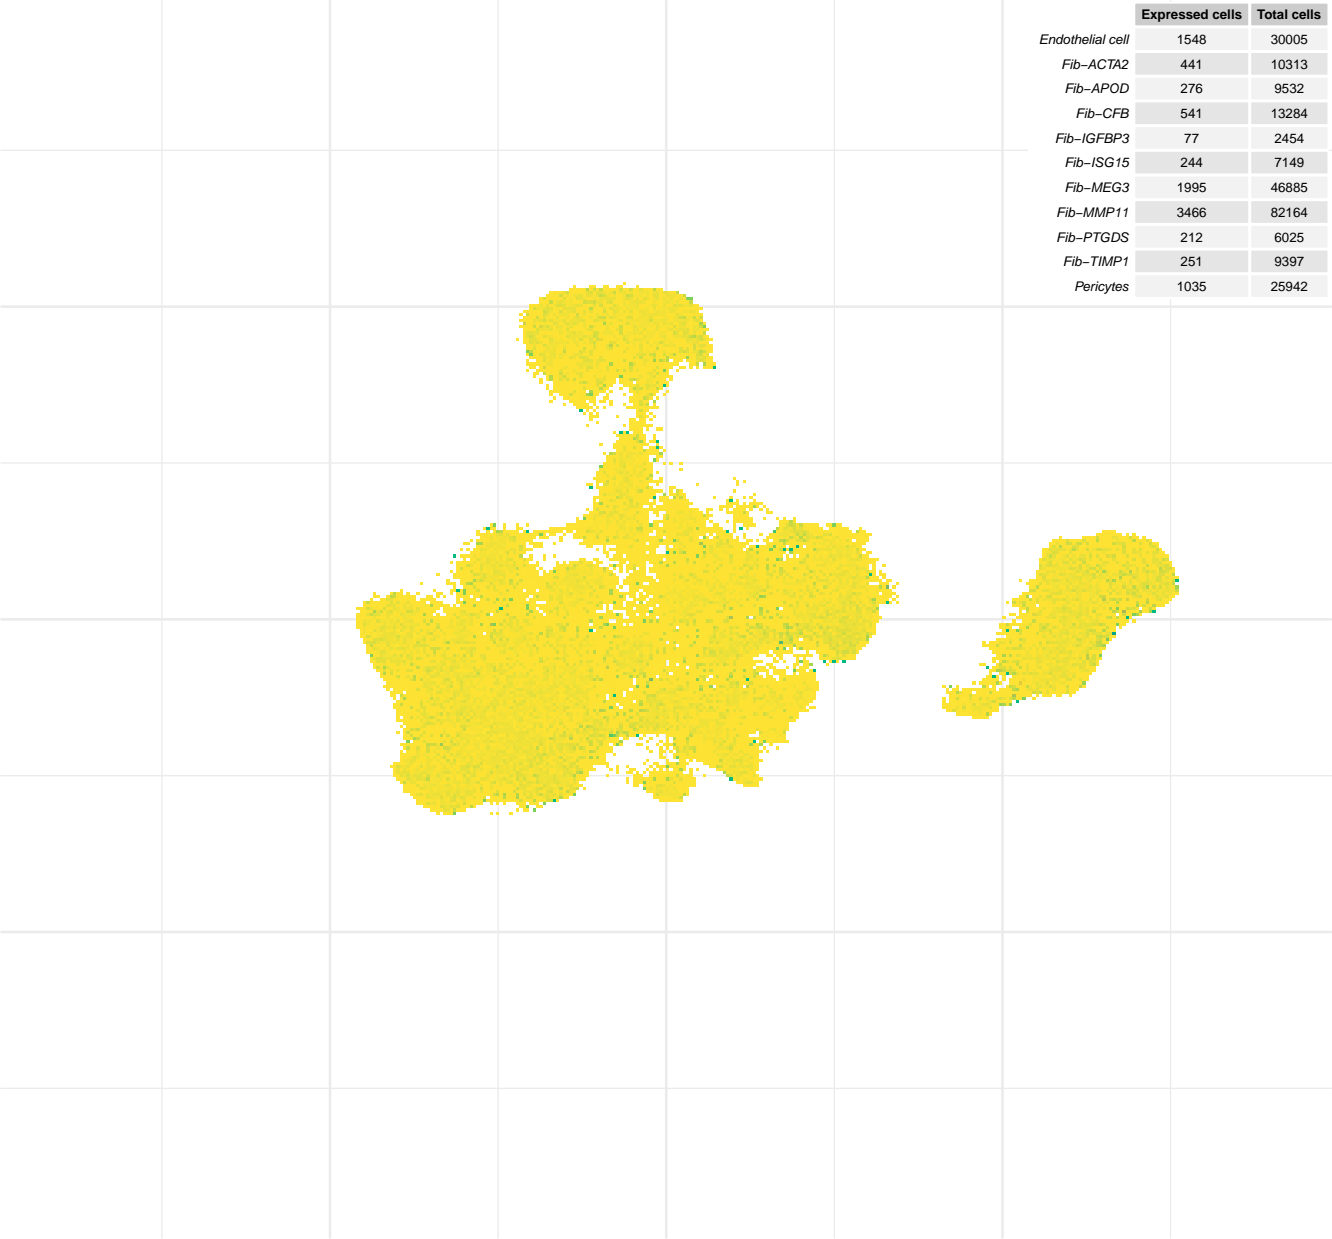 Expressed cells Total cells
Endothelial cell 1548 30005
Fib−ACTA2 441 10313
Fib−APOD 276 9532
Fib−CFB 541 13284
Fib−IGFBP3 77 2454
Fib−ISG15 244 7149
Fib−MEG3 1995 46885
Fib−MMP11 3466 82164
Fib−PTGDS 212 6025
Fib−TIMP1 251 9397
Pericytes 1035 25942